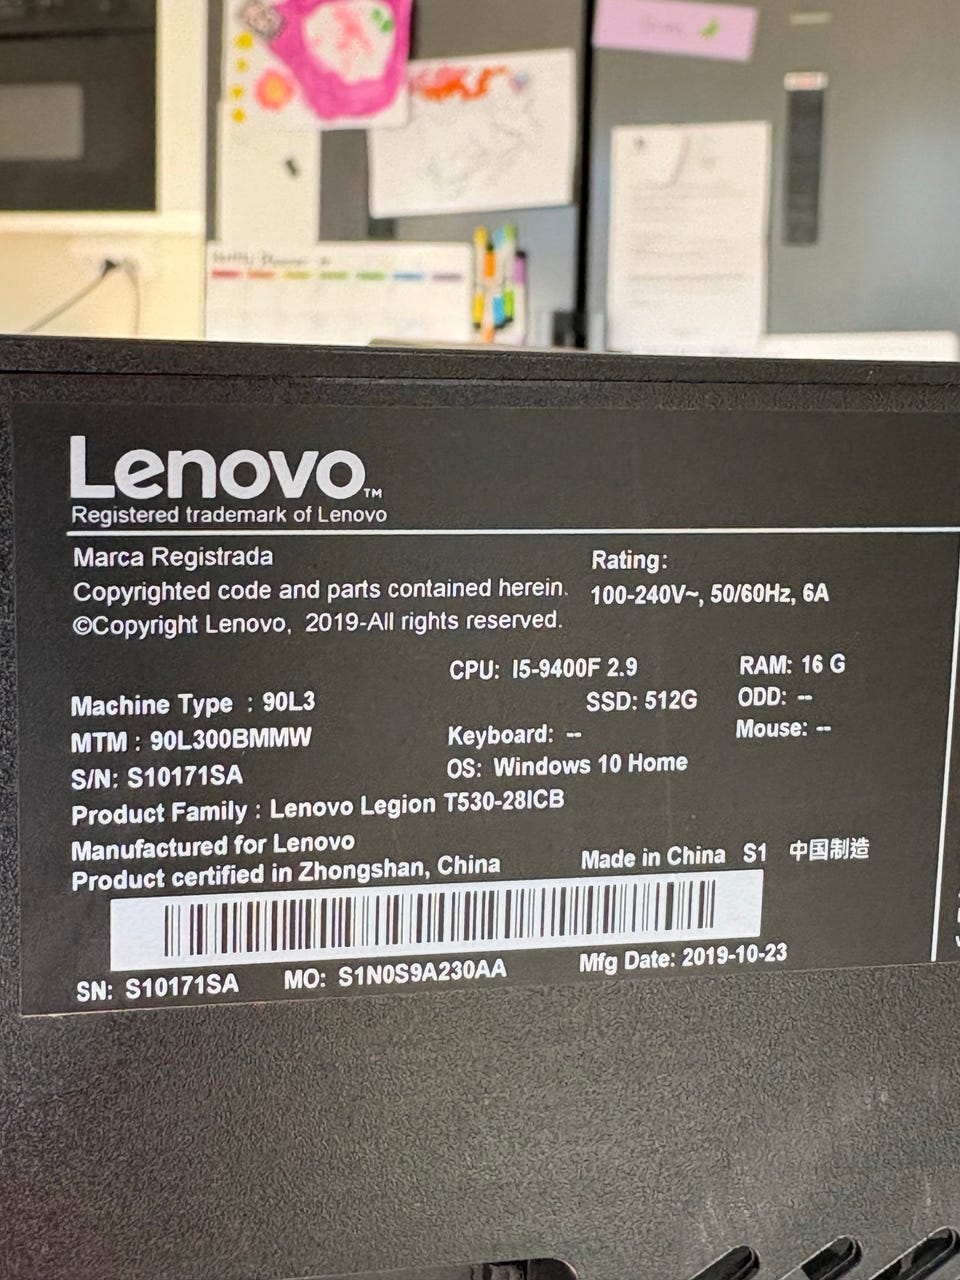 Lenovo™
Registered trademark of Lenovo
Marca Registrada
Copyrighted code and parts contained herein.
©Copyright Lenovo, 2019-All rights reserved.
Rating:
100-240V~, 50/60Hz, 6A
CPU: I5-9400F 2.9
RAM: 16 G
Machine Type : 90L3
SSD: 512G
ODD: --
MTM : 90L300BMMW
Keyboard: --
Mouse: --
S/N: S10171SA
OS: Windows 10 Home
Product Family : Lenovo Legion T530-28ICB
Manufactured for Lenovo
Product certified in Zhongshan, China
Made in China S1 中国制造
SN: S10171SA
MO: S1N0S9A230AA
Mfg Date: 2019-10-23